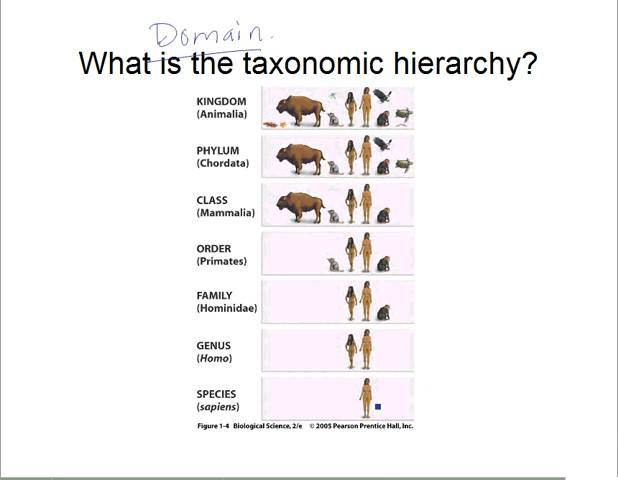 Domain.
What is the taxonomic hierarchy?
KINGDOM
(Animalia)
PHYLUM
(Chordata)
CLASS
(Mammalia)
ORDER
(Primates)
FAMILY
(Hominidae)
GENUS
(Homo)
SPECIES
(sapiens)
Figure 1-4 Biological Science, 2/e © 2005 Pearson Prentice Hall, Inc.